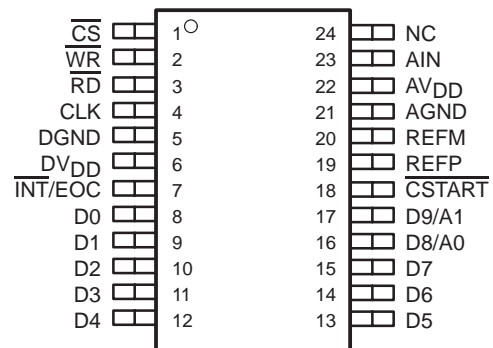 CS 1 24 NC
WR 2 23 AIN
RD 3 22 AVDD
CLK 4 21 AGND
DGND 5 20 REFM
DVDD 6 19 REFP
INT/EOC 7 18 CSTART
D0 8 17 D9/A1
D1 9 16 D8/A0
D2 10 15 D7
D3 11 14 D6
D4 12 13 D5